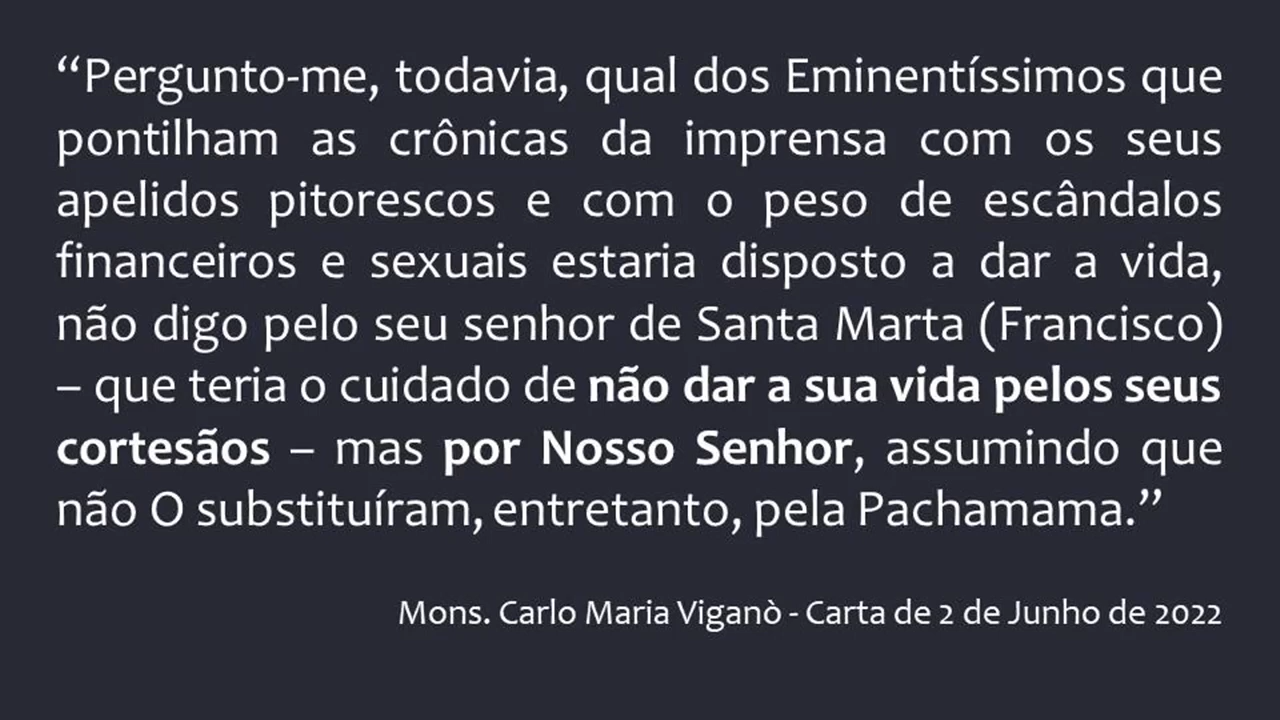 “Pergunto-me, todavia, qual dos Eminentíssimos que
pontilham as crônicas da imprensa com os seus
apelidos pitorescos e com o peso de escândalos
financeiros e sexuais estaria disposto a dar a vida,
não digo pelo seu senhor de Santa Marta (Francisco)
– que teria o cuidado de não dar a sua vida pelos seus
cortesãos – mas por Nosso Senhor, assumindo que
não O substituíram, entretanto, pela Pachamama.”
Mons. Carlo Maria Viganò - Carta de 2 de Junho de 2022